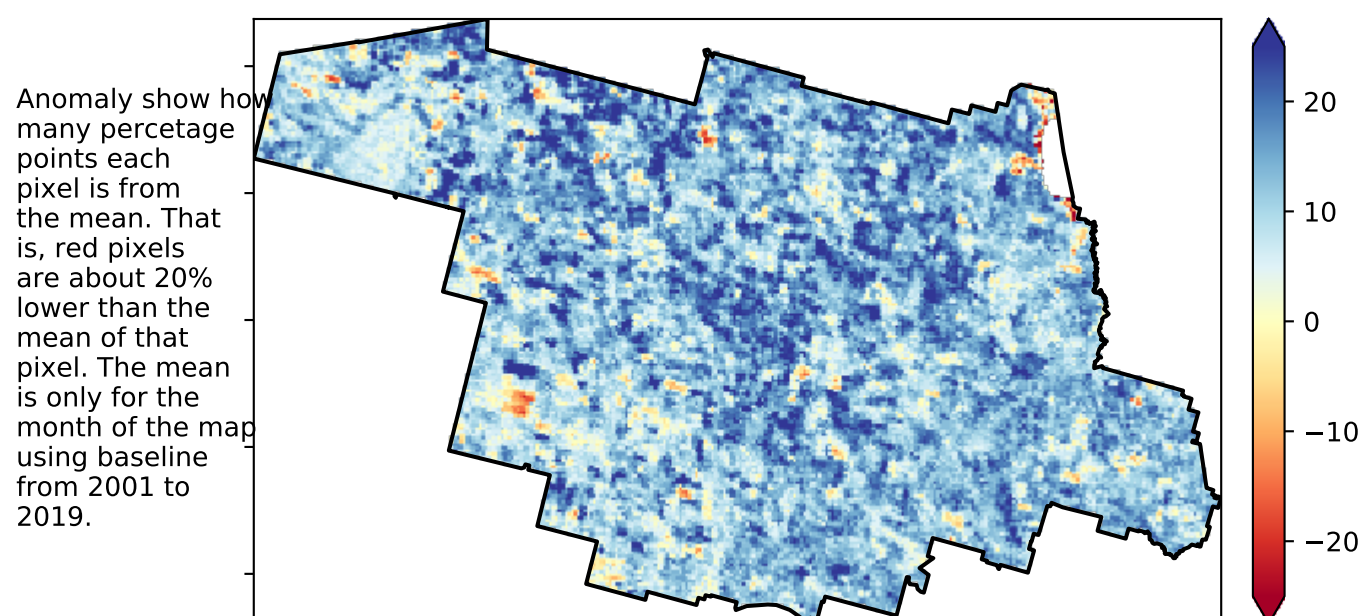 Anomaly show how
many percetage
points each
pixel is from
the mean. That
is, red pixels
are about 20%
lower than the
mean of that
pixel. The mean
is only for the
month of the map
using baseline
from 2001 to
2019.
20
10
0
−10
−20